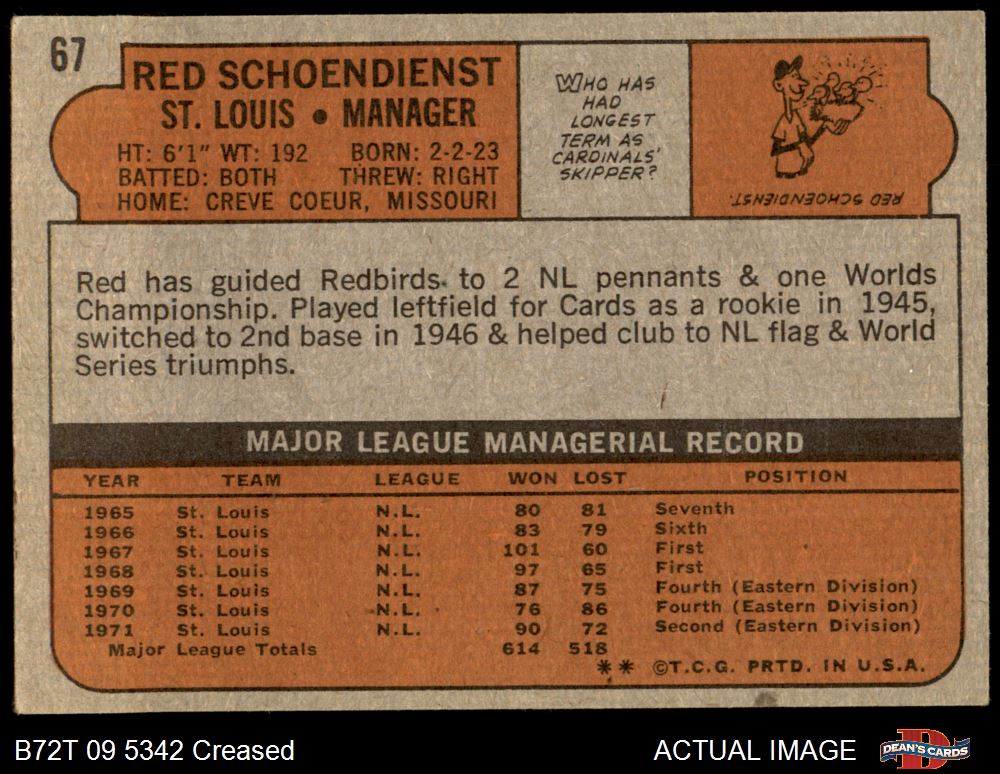 67
RED SCHOENDIENST
ST. LOUIS • MANAGER
HT: 6'1" WT: 192 BORN: 2-2-23
BATTED: BOTH THREW: RIGHT
HOME: CREVE COEUR, MISSOURI
WHO HAS
HAD
LONGEST
TERM AS
CARDINALS'
SKIPPER?
RED SCHOENDIENST.
Red has guided Redbirds to 2 NL pennants & one Worlds
Championship. Played leftfield for Cards as a rookie in 1945,
switched to 2nd base in 1946 & helped club to NL flag & World
Series triumphs.
MAJOR LEAGUE MANAGERIAL RECORD
YEAR TEAM LEAGUE WON LOST POSITION
1965 St. Louis N.L. 80 81 Seventh
1966 St. Louis N.L. 83 79 Sixth
1967 St. Louis N.L. 101 60 First
1968 St. Louis N.L. 97 65 First
1969 St. Louis N.L. 87 75 Fourth (Eastern Division)
1970 St. Louis N.L. 76 86 Fourth (Eastern Division)
1971 St. Louis N.L. 90 72 Second (Eastern Division)
Major League Totals 614 518
** ©T.C.G. PRTD. IN U.S.A.
B72T 09 5342 Creased
ACTUAL IMAGE
DEAN'S CARDS